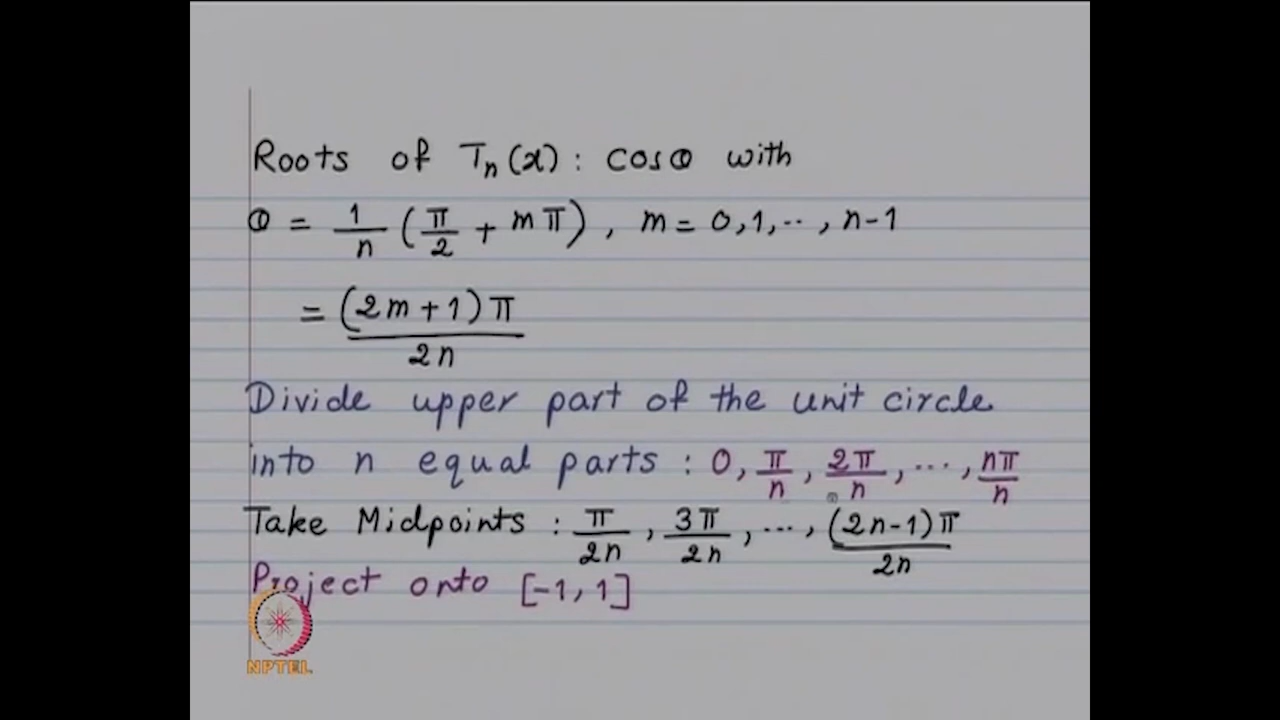 Roots of Tₙ(x) : cosθ with
θ = 1/n (π/2 + mπ), m = 0,1,⋯, n-1
= (2m+1)π/2n
Divide upper part of the unit circle
into n equal parts : 0, π/n, 2π/n, ⋯, nπ/n
Take Midpoints : π/2n, 3π/2n, ⋯, (2n-1)π/2n
Project onto [-1, 1]
NPTEL